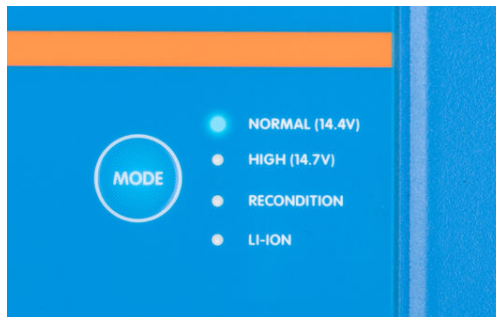 NORMAL (14.4V)
HIGH (14.7V)
MODE
RECONDITION
LI-ION